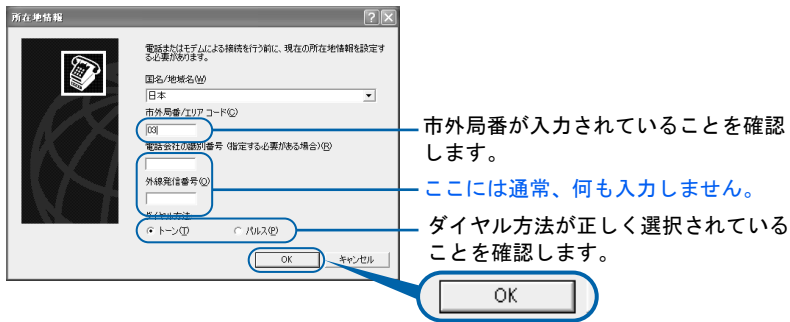 所在地情報
電話またはモデムによる接続を行う前に、現在の所在地情報を設定す
る必要があります。
国名/地域名(W)
日本
市外局番/エリア コード(C)
03
電話会社の識別番号 (指定する必要がある場合)(R)
外線発信番号(O)
ダイヤル方法
トーン(T)
パルス(P)
OK
キャンセル
市外局番が入力されていることを確認
します。
ここには通常、何も入力しません。
ダイヤル方法が正しく選択されている
ことを確認します。
OK